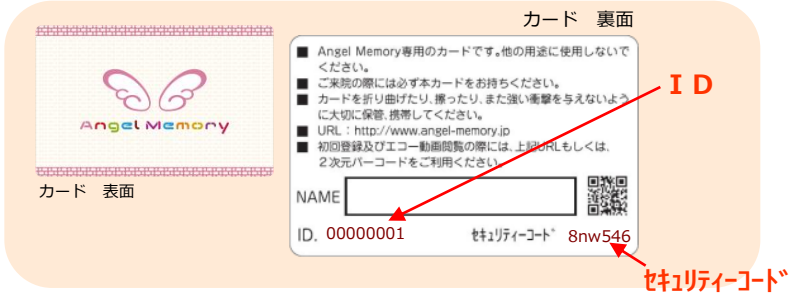 カード 裏面
Angel Memory
カード 表面
■ Angel Memory専用のカードです。他の用途に使用しないで
ください。
■ ご来院の際には必ず本カードをお持ちください。
■ カードを折り曲げたり、擦ったり、また強い衝撃を与えないよう
に大切に保管、携帯してください。
■ URL：http://www.angel-memory.jp
■ 初回登録及びエコー動画閲覧の際には、上記URLもしくは、
２次元バーコードをご利用ください。
NAME
ID. 00000001 ｾｷｭﾘﾃｨｰｺｰﾄﾞ 8nw546
ＩＤ
ｾｷｭﾘﾃｨｰｺｰﾄﾞ